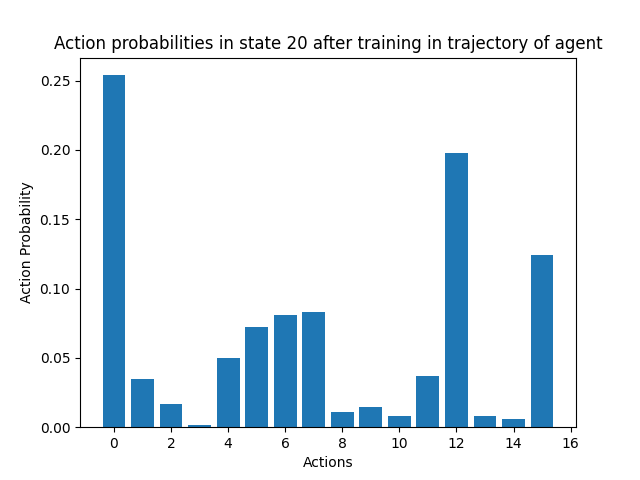 Action probabilities in state 20 after training in trajectory of agent
Action Probability
0.25
0.20
0.15
0.10
0.05
0.00
0 2 4 6 8 10 12 14 16
Actions